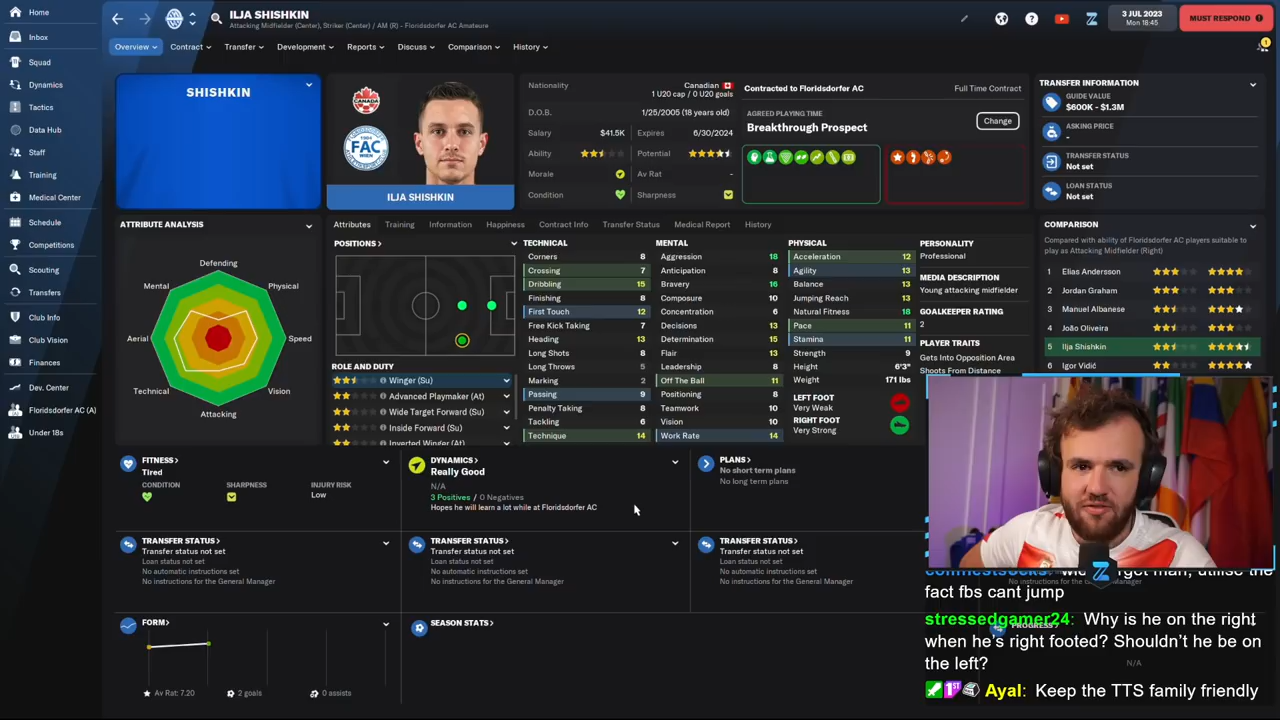 Home
Inbox
Squad
Dynamics
Tactics
Data Hub
Staff
Training
Medical Center
Schedule
Competitions
Scouting
Transfers
Club Info
Club Vision
Finances
Dev. Center
Floridsdorfer AC (A)
Under 18s
ILJA SHISHKIN
Attacking Midfielder (Center), Striker (Center) / AM (R) - Floridsdorfer AC Amateure
3 JUL 2023
Mon 18:45
MUST RESPOND
Overview
Contract
Transfer
Development
Reports
Discuss
Comparison
History
SHISHKIN
CANADA
1904
FAC
WIEN
ILJA SHISHKIN
Nationality
Canadian
1 U20 cap / 0 U20 goals
D.O.B.
1/25/2005 (18 years old)
Salary $41.5K Expires 6/30/2024
Ability Potential
Morale Av Rat -
Condition Sharpness
Contracted to Floridsdorfer AC
Full Time Contract
AGREED PLAYING TIME
Breakthrough Prospect
Change
TRANSFER INFORMATION
GUIDE VALUE
$600K - $1.3M
ASKING PRICE
-
TRANSFER STATUS
Not set
LOAN STATUS
Not set
ATTRIBUTE ANALYSIS
Defending
Mental Physical
Aerial Speed
Technical Vision
Attacking
Attributes Training Information Happiness Contract Info Transfer Status Medical Report History
POSITIONS>
ROLE AND DUTY
Winger (Su)
Advanced Playmaker (At)
Wide Target Forward (Su)
Inside Forward (Su)
Inverted Winger (At)
TECHNICAL
Corners 8
Crossing 7
Dribbling 15
Finishing 8
First Touch 12
Free Kick Taking 7
Heading 13
Long Shots 8
Long Throws 5
Marking 2
Passing 9
Penalty Taking 8
Tackling 6
Technique 14
MENTAL
Aggression 18
Anticipation 8
Bravery 16
Composure 10
Concentration 6
Decisions 13
Determination 15
Flair 13
Leadership 8
Off The Ball 11
Positioning 8
Teamwork 10
Vision 10
Work Rate 14
PHYSICAL
Acceleration 12
Agility 13
Balance 13
Jumping Reach 13
Natural Fitness 18
Pace 11
Stamina 11
Strength 9
Height 6'3"
Weight 171 lbs
LEFT FOOT
Very Weak
RIGHT FOOT
Very Strong
PERSONALITY
Professional
MEDIA DESCRIPTION
Young attacking midfielder
GOALKEEPER RATING
2
PLAYER TRAITS
Gets Into Opposition Area
Shoots From Distance
COMPARISON
Compared with ability of Floridsdorfer AC players suitable to
play as Attacking Midfielder (Right)
1 Elias Andersson
2 Jordan Graham
3 Manuel Albanese
4 João Oliveira
5 Ilja Shishkin
6 Igor Vidić
FITNESS>
Tired
CONDITION SHARPNESS INJURY RISK
Low
DYNAMICS>
Really Good
N/A
3 Positives / 0 Negatives
Hopes he will learn a lot while at Floridsdorfer AC
PLANS>
No short term plans
No long term plans
TRANSFER STATUS>
Transfer status not set
Loan status not set
No automatic instructions set
No instructions for the General Manager
TRANSFER STATUS>
Transfer status not set
Loan status not set
No automatic instructions set
No instructions for the General Manager
TRANSFER STATUS>
Transfer status not set
Loan status not set
No automatic instructions set
No instructions for the General Manager
FORM>
Av Rat: 7.20 2 goals 0 assists
SEASON STATS>
PROGRESS>
N/A
fact fbs cant jump
stressedgamer24: Why is he on the right
when he's right footed? Shouldn't he be on
the left?
1ST Ayal: Keep the TTS family friendly